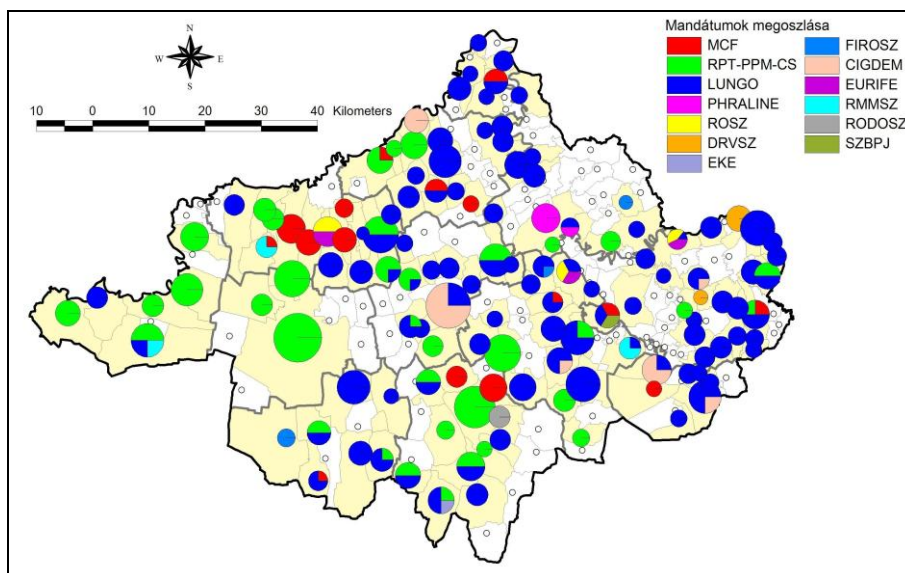 N
W E
S
10 0 10 20 30 40 Kilometers
Mandátumok megoszlása
MCF
RPT-PPM-CS
LUNGO
PHRALINE
ROSZ
DRVSZ
EKE
FIROSZ
CIGDEM
EURIFE
RMMSZ
RODOSZ
SZBPJ